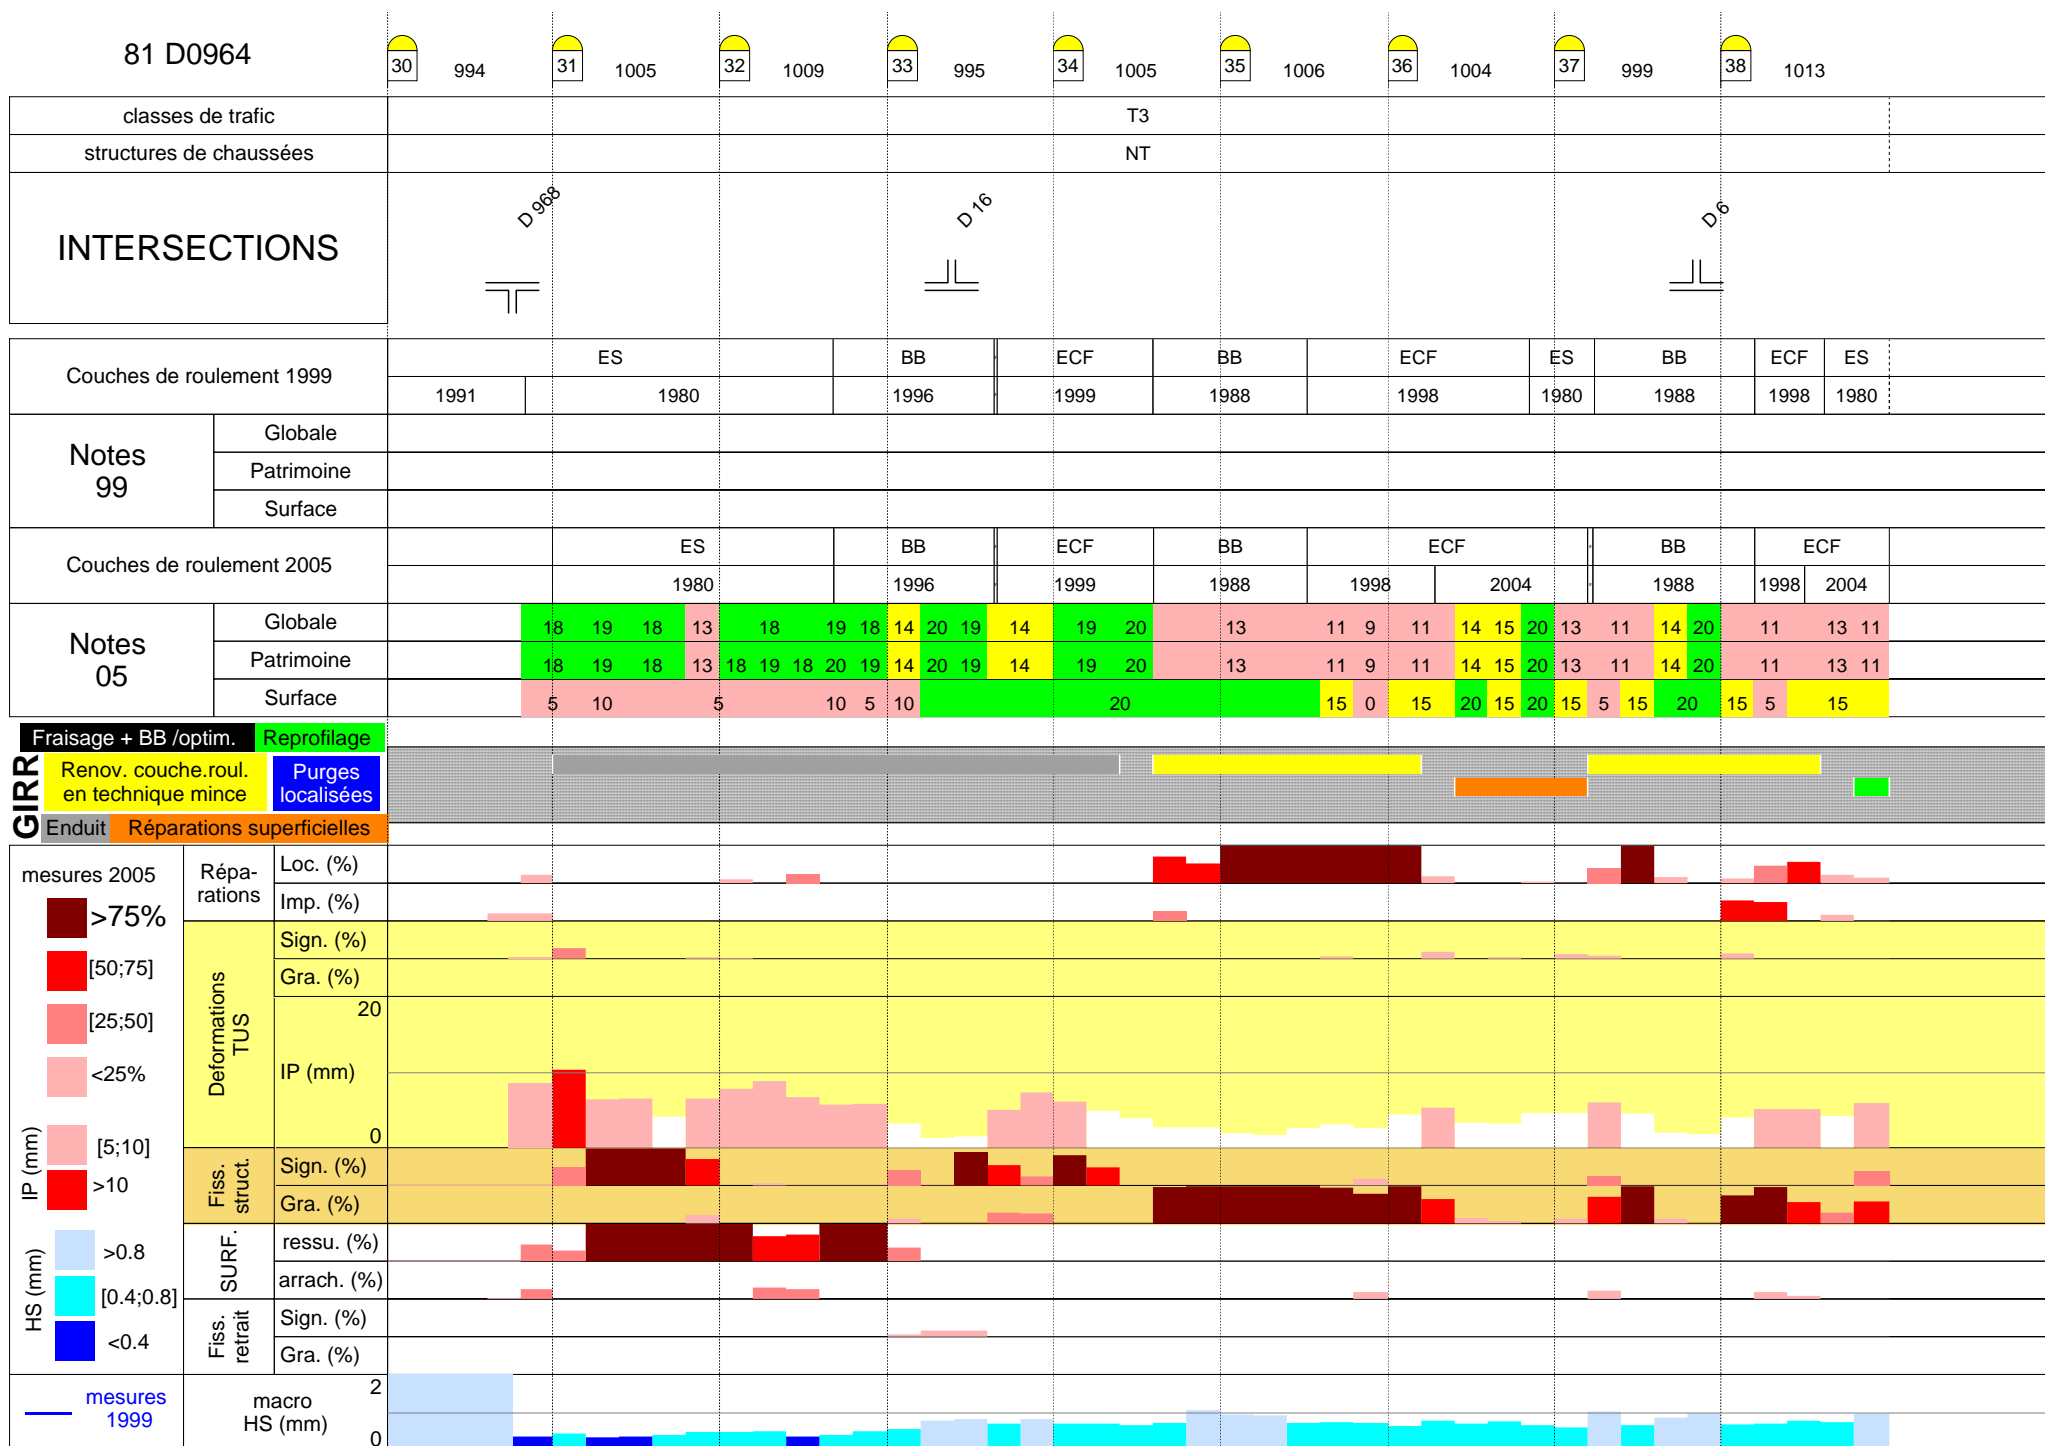 81 D0964
30 994 31 1005 32 1009 33 995 34 1005 35 1006 36 1004 37 999 38 1013
classes de trafic T3
structures de chaussées NT
INTERSECTIONS D 968 D 16 D 6
Couches de roulement 1999
ES BB ECF BB ECF ES BB ECF ES
1991 1980 1996 1999 1988 1998 1980 1988 1998 1980
Notes
99
Globale
Patrimoine
Surface
Couches de roulement 2005
ES BB ECF BB ECF BB ECF
1980 1996 1999 1988 1998 2004 1988 1998 2004
Notes
05
Globale 18 19 18 13 18 19 18 14 20 19 14 19 20 13 11 9 11 14 15 20 13 11 14 20 11 13 11
Patrimoine 18 19 18 13 18 19 18 20 19 14 20 19 14 19 20 13 11 9 11 14 15 20 13 11 14 20 11 13 11
Surface 5 10 5 10 5 10 20 15 0 15 20 15 20 15 5 15 20 15 5 15
GIRR
Fraisage + BB /optim. Reprofilage
Renov. couche.roul.
en technique mince
Purges
localisées
Enduit Réparations superficielles
mesures 2005
>75%
[50;75]
[25;50]
<25%
IP (mm)
[5;10]
>10
HS (mm)
>0.8
[0.4;0.8]
<0.4
mesures
1999
Répa-
rations
Loc. (%)
Imp. (%)
Deformations
TUS
Sign. (%)
Gra. (%)
20
IP (mm)
0
Fiss.
struct.
Sign. (%)
Gra. (%)
SURF.
ressu. (%)
arrach. (%)
Fiss.
retrait
Sign. (%)
Gra. (%)
macro
HS (mm)
2
0